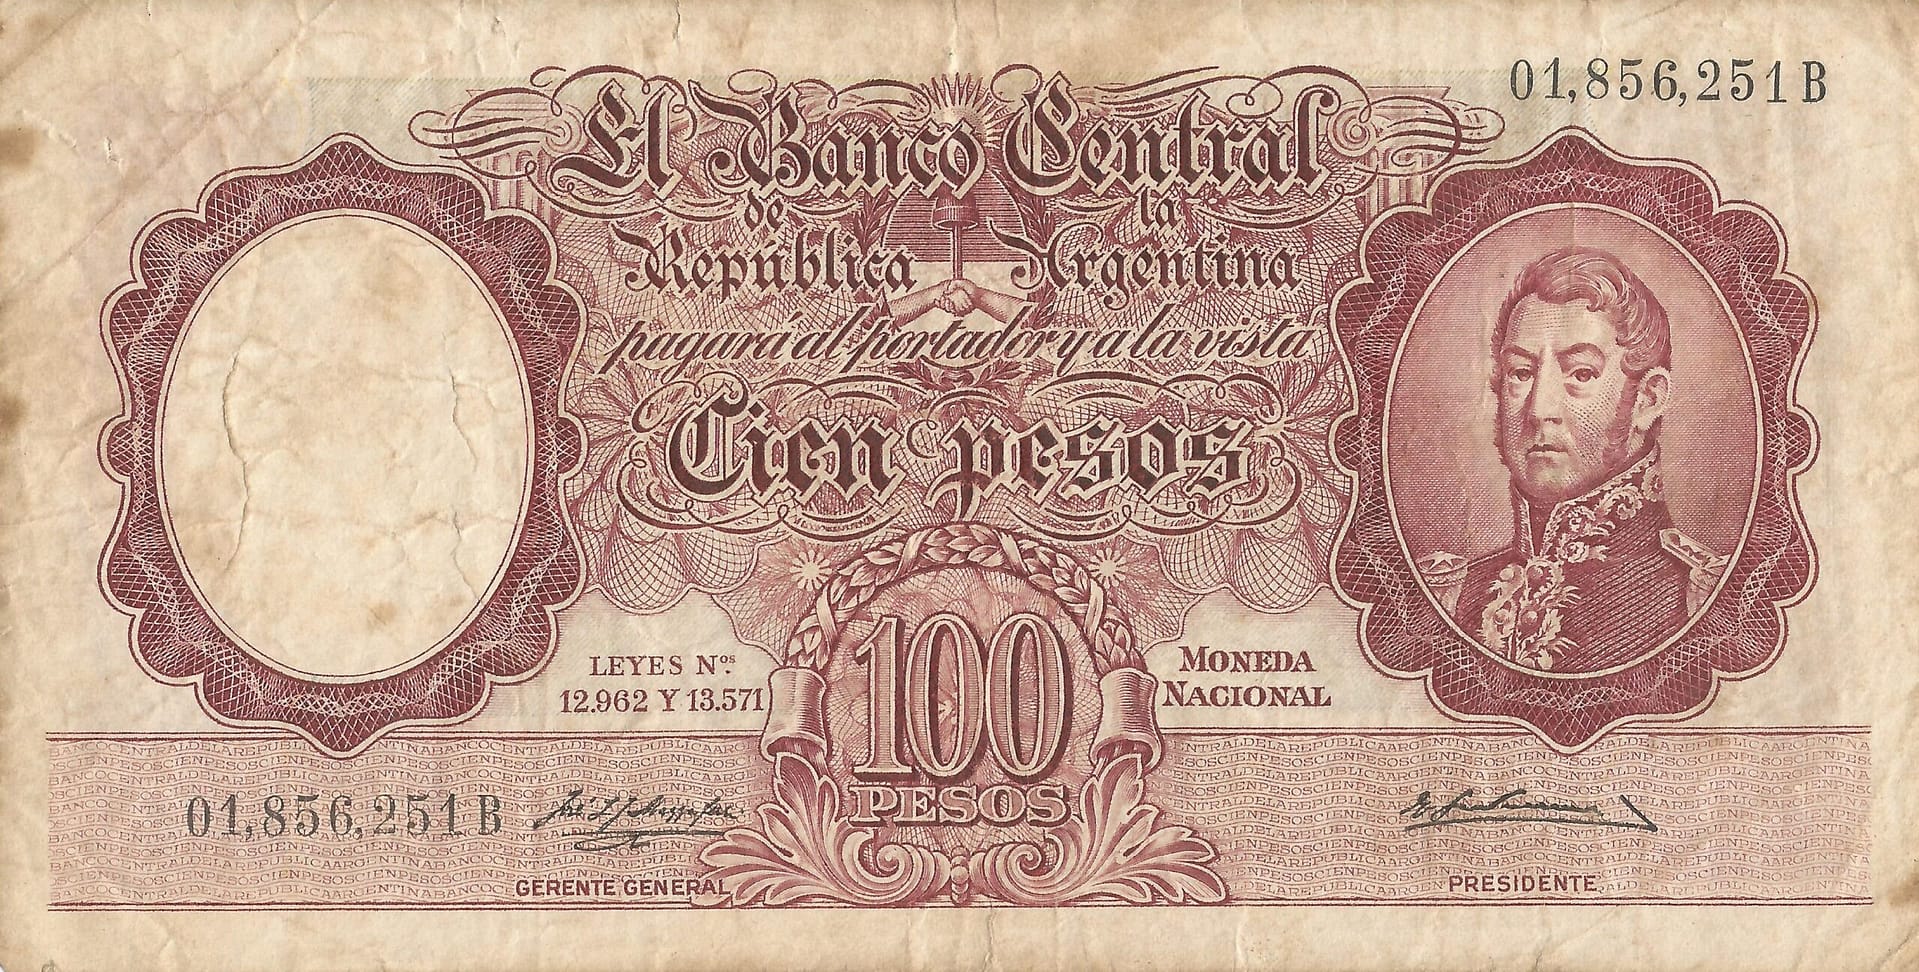 01,856,251 B
El Banco Central
de la
República Argentina
pagará al portador y a la vista
Cien pesos
LEYES Nos.
12.962 Y 13.571
MONEDA
NACIONAL
100
PESOS
01,856,251 B
GERENTE GENERAL
PRESIDENTE